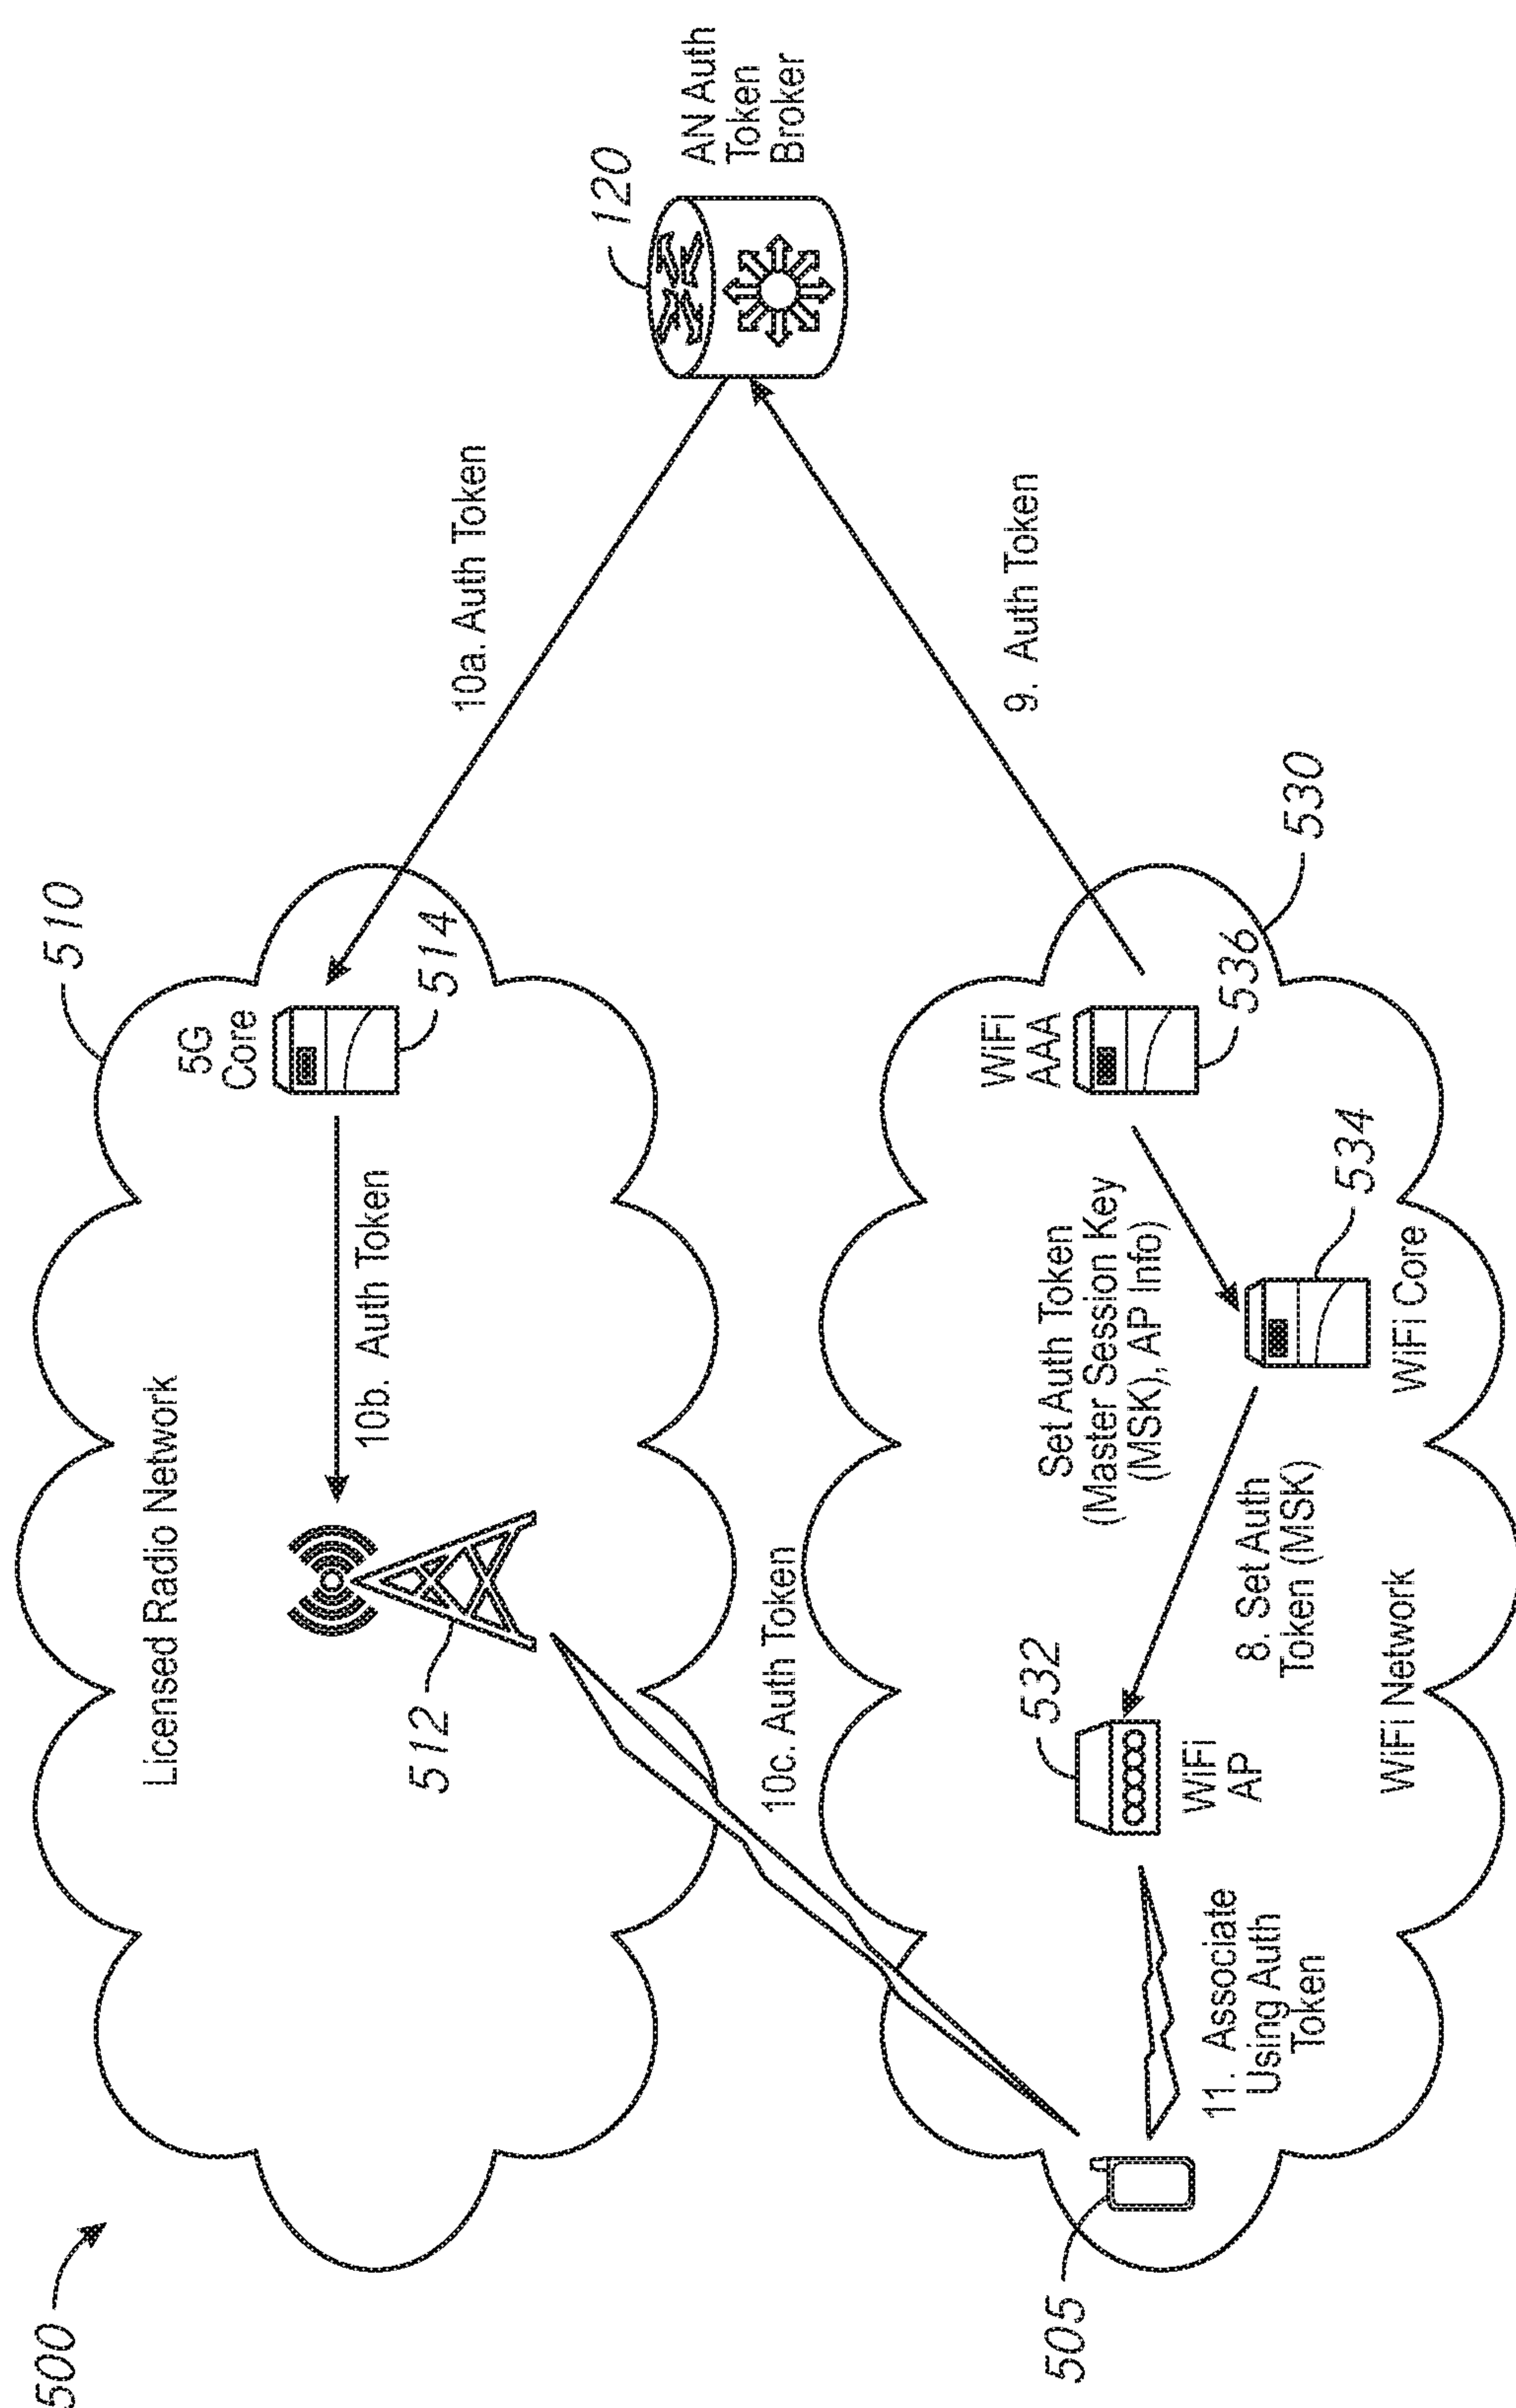 500
510
Licensed Radio Network
5G
Core
514
10b. Auth Token
512
10a. Auth Token
120
AN Auth
Token
Broker
9. Auth Token
10c. Auth Token
505
11. Associate
Using Auth
Token
532
WiFi
AP
8. Set Auth
Token (MSK)
Set Auth Token
(Master Session Key
(MSK), AP Info)
WiFi
AAA
536
530
534
WiFi Core
WiFi Network